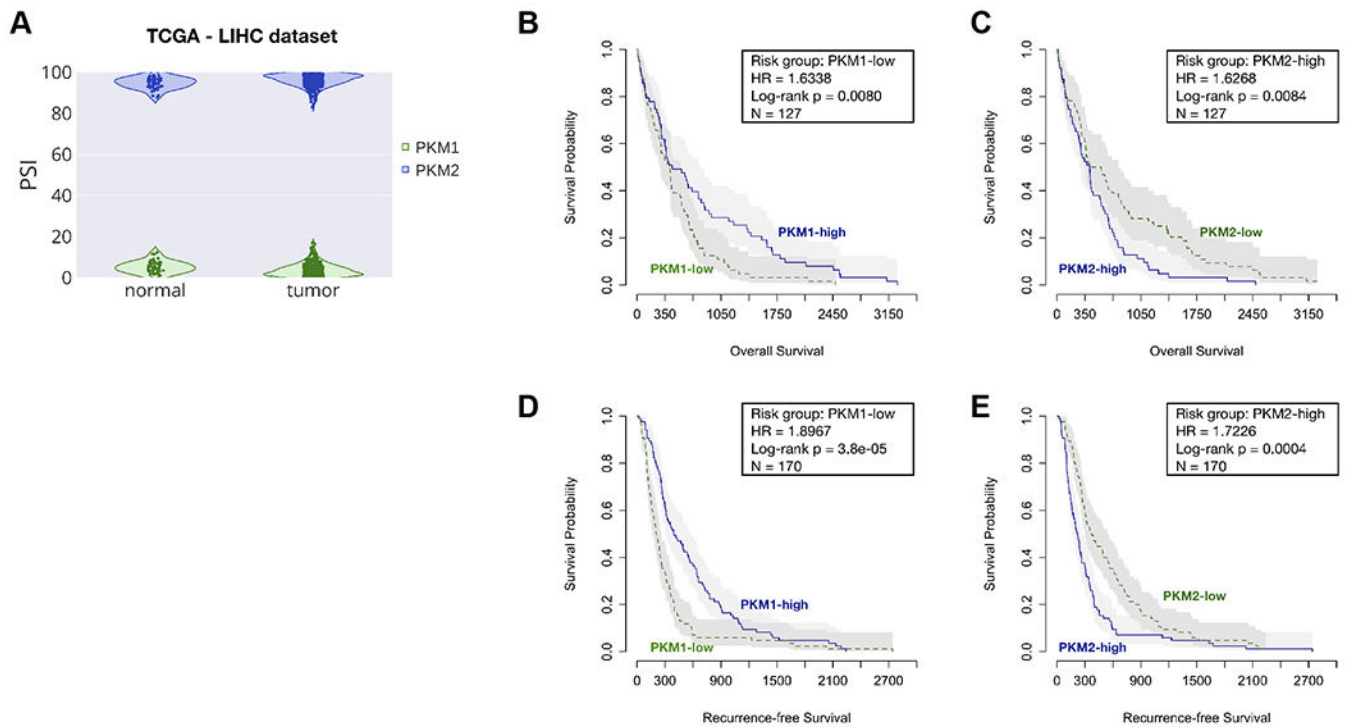 A
TCGA - LIHC dataset
100
80
60
40
20
0
PSI
normal
tumor
PKM1
PKM2
B
Risk group: PKM1-low
HR = 1.6338
Log-rank p = 0.0080
N = 127
1.0
0.8
0.6
0.4
0.2
0.0
Survival Probability
PKM1-high
PKM1-low
0 350 1050 1750 2450 3150
Overall Survival
C
Risk group: PKM2-high
HR = 1.6268
Log-rank p = 0.0084
N = 127
1.0
0.8
0.6
0.4
0.2
0.0
Survival Probability
PKM2-low
PKM2-high
0 350 1050 1750 2450 3150
Overall Survival
D
Risk group: PKM1-low
HR = 1.8967
Log-rank p = 3.8e-05
N = 170
1.0
0.8
0.6
0.4
0.2
0.0
Survival Probability
PKM1-high
PKM1-low
0 300 900 1500 2100 2700
Recurrence-free Survival
E
Risk group: PKM2-high
HR = 1.7226
Log-rank p = 0.0004
N = 170
1.0
0.8
0.6
0.4
0.2
0.0
Survival Probability
PKM2-low
PKM2-high
0 300 900 1500 2100 2700
Recurrence-free Survival